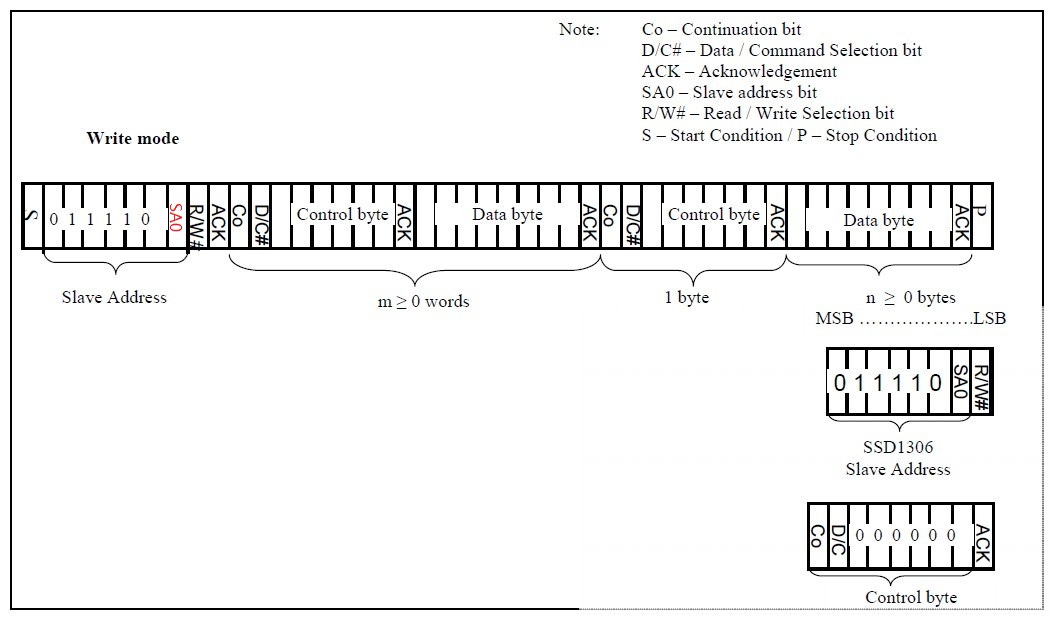 Note: Co – Continuation bit
D/C# – Data / Command Selection bit
ACK – Acknowledgement
SA0 – Slave address bit
R/W# – Read / Write Selection bit
S – Start Condition / P – Stop Condition
Write mode
S 0 1 1 1 1 0 SA0 R/W# ACK Co D/C# Control byte ACK Data byte ACK Co D/C# Control byte ACK Data byte ACK P
Slave Address
m ≥ 0 words
1 byte
n ≥ 0 bytes
MSB ……………….LSB
0 1 1 1 1 0 SA0 R/W#
SSD1306
Slave Address
Co D/C 0 0 0 0 0 0 ACK
Control byte